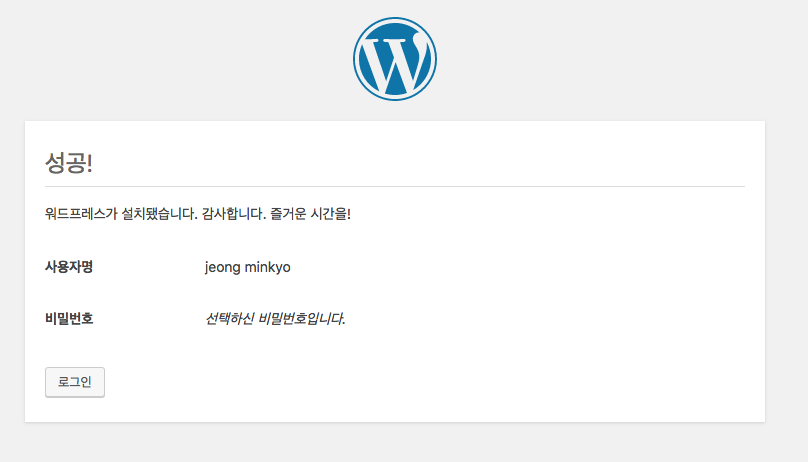 성공!
워드프레스가 설치됐습니다. 감사합니다. 즐거운 시간을!
사용자명 jeong minkyo
비밀번호 선택하신 비밀번호입니다.
로그인